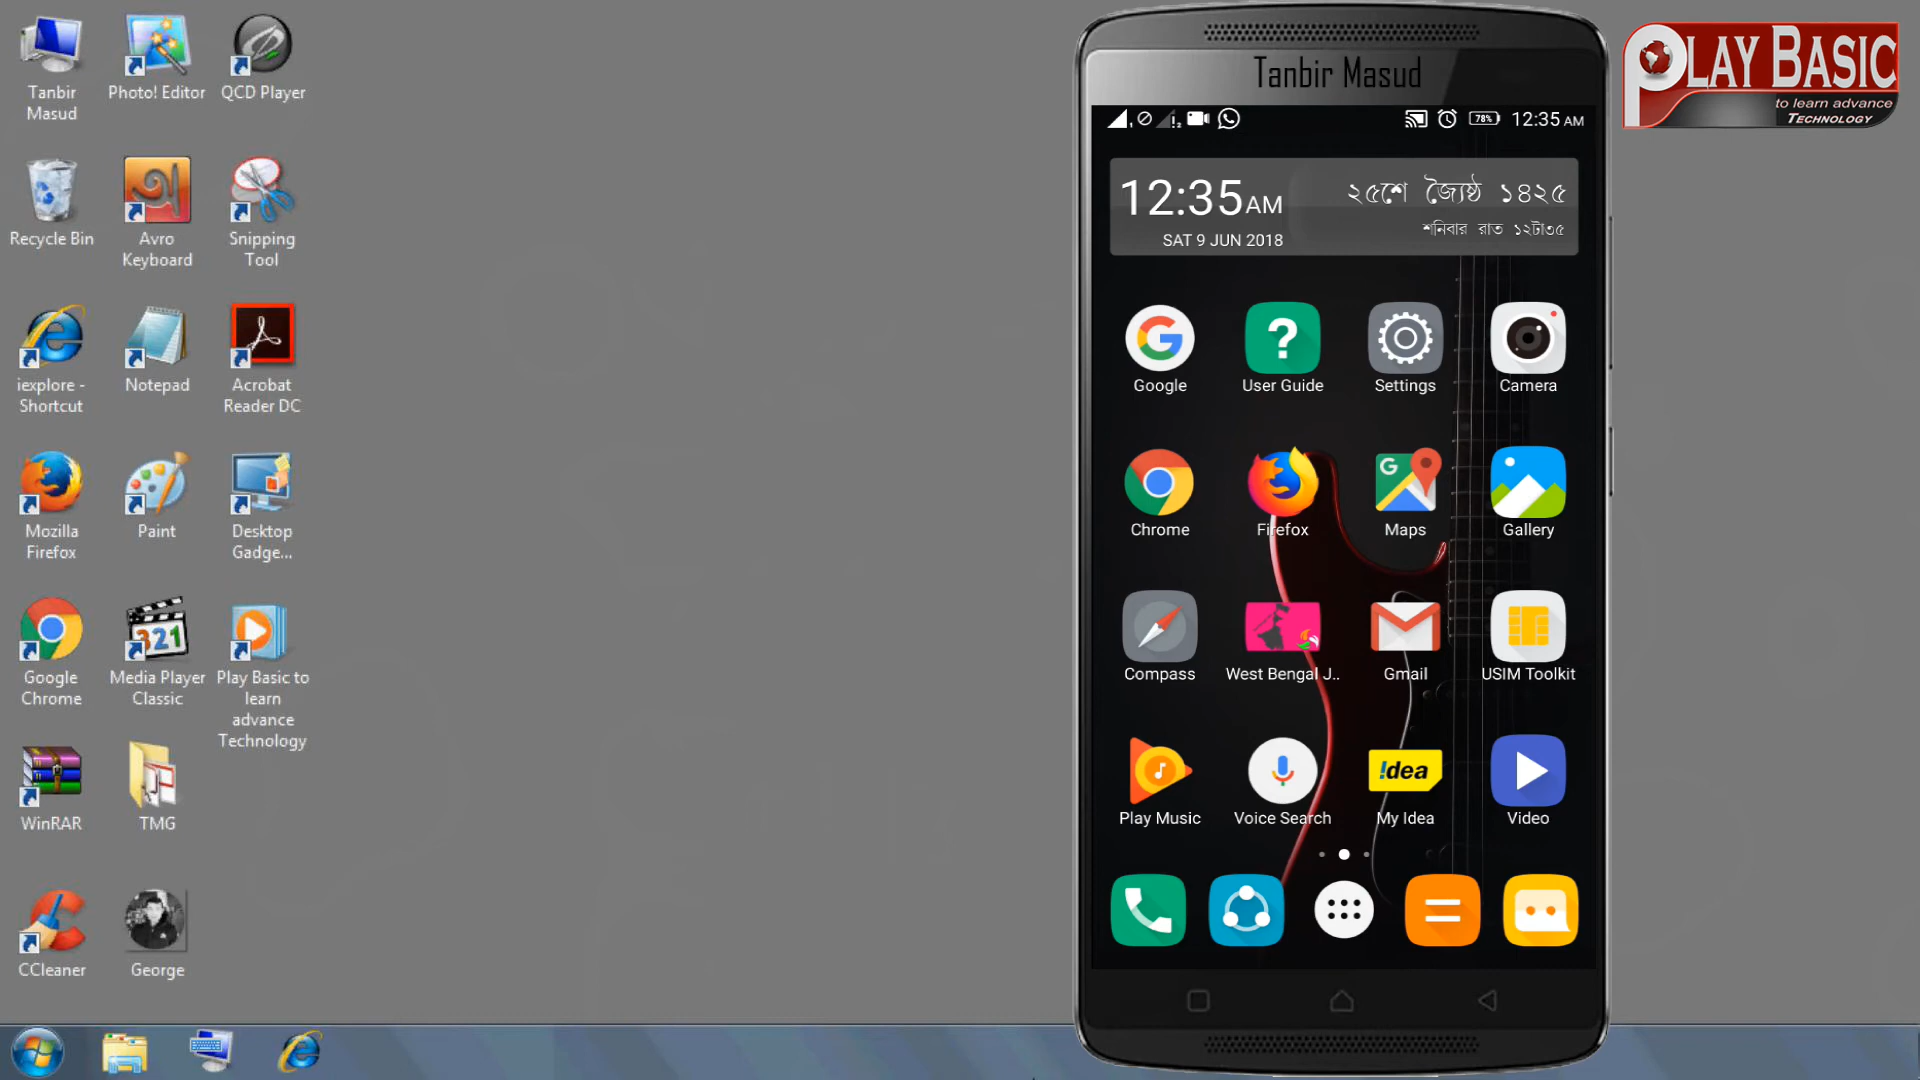 Tanbir
Masud
Photo! Editor
QCD Player
Recycle Bin
Avro
Keyboard
Snipping
Tool
iexplore -
Shortcut
Notepad
Acrobat
Reader DC
Mozilla
Firefox
Paint
Desktop
Gadge...
Google
Chrome
321
Media Player
Classic
Play Basic to
learn
advance
Technology
WinRAR
TMG
CCleaner
George
অ
Tanbir Masud
78%
12:35 AM
12:35 AM
SAT 9 JUN 2018
২৫শে জ্যৈষ্ঠ ১৪২৫
শনিবার রাত ১২টা৩৫
Google
User Guide
Settings
Camera
Chrome
Firefox
Maps
Gallery
Compass
West Bengal J..
Gmail
USIM Toolkit
Play Music
Voice Search
!dea
My Idea
Video
PLAY BASIC
to learn advance
TECHNOLOGY